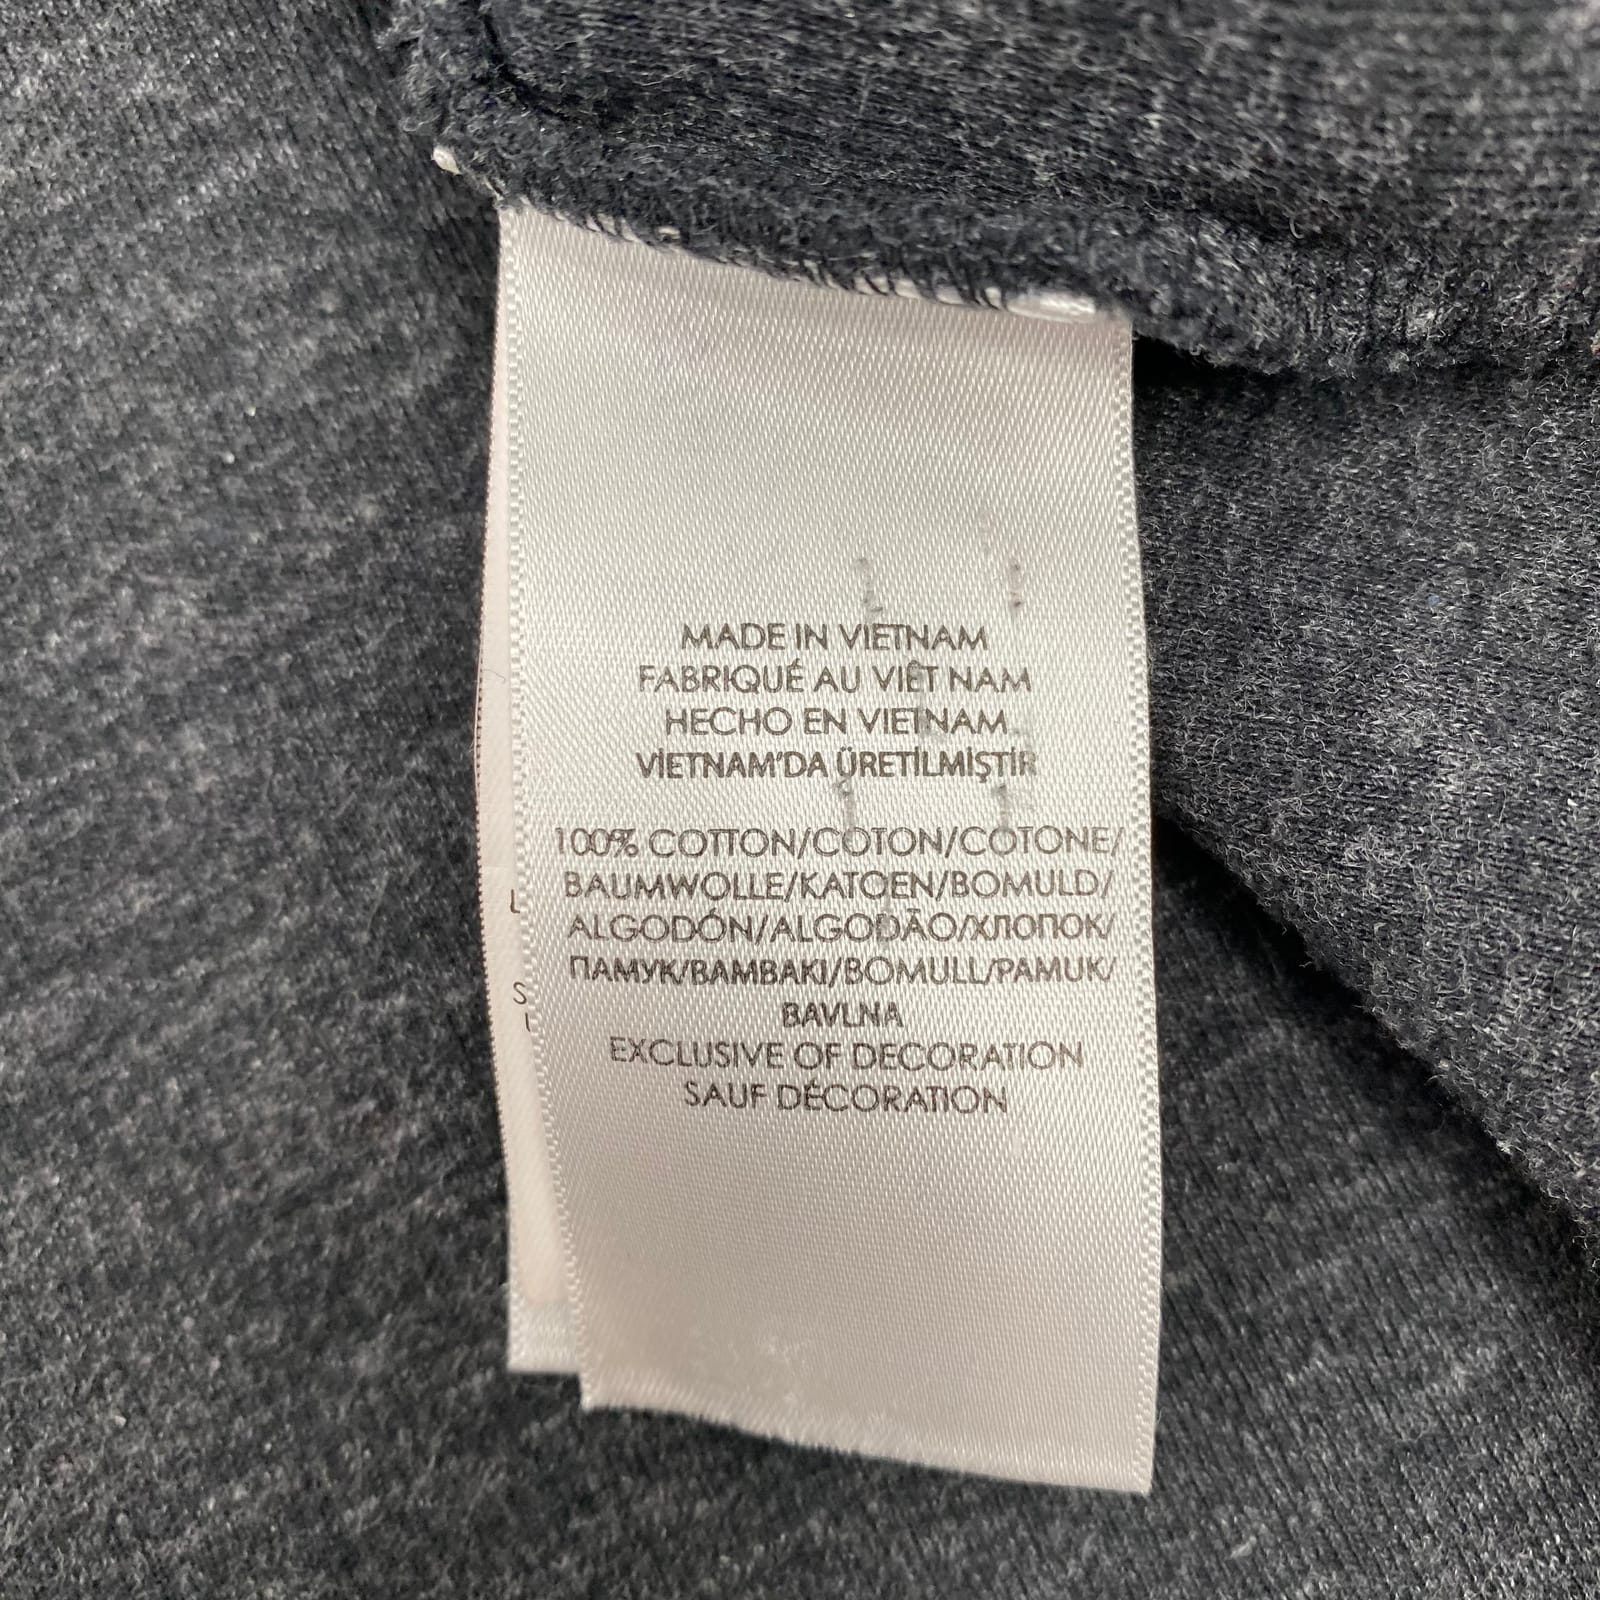 MADE IN VIETNAM
FABRIQUÉ AU VIÊT NAM
HECHO EN VIETNAM
VİETNAM'DA ÜRETİLMİŞTİR
100% COTTON/COTON/COTONE/
BAUMWOLLE/KATOEN/BOMULD/
ALGODÓN/ALGODÃO/ХЛОПОК/
ПАМУК/BAMBAKI/BOMULL/PAMUK/
BAVLNA
EXCLUSIVE OF DECORATION
SAUF DÉCORATION
L
S